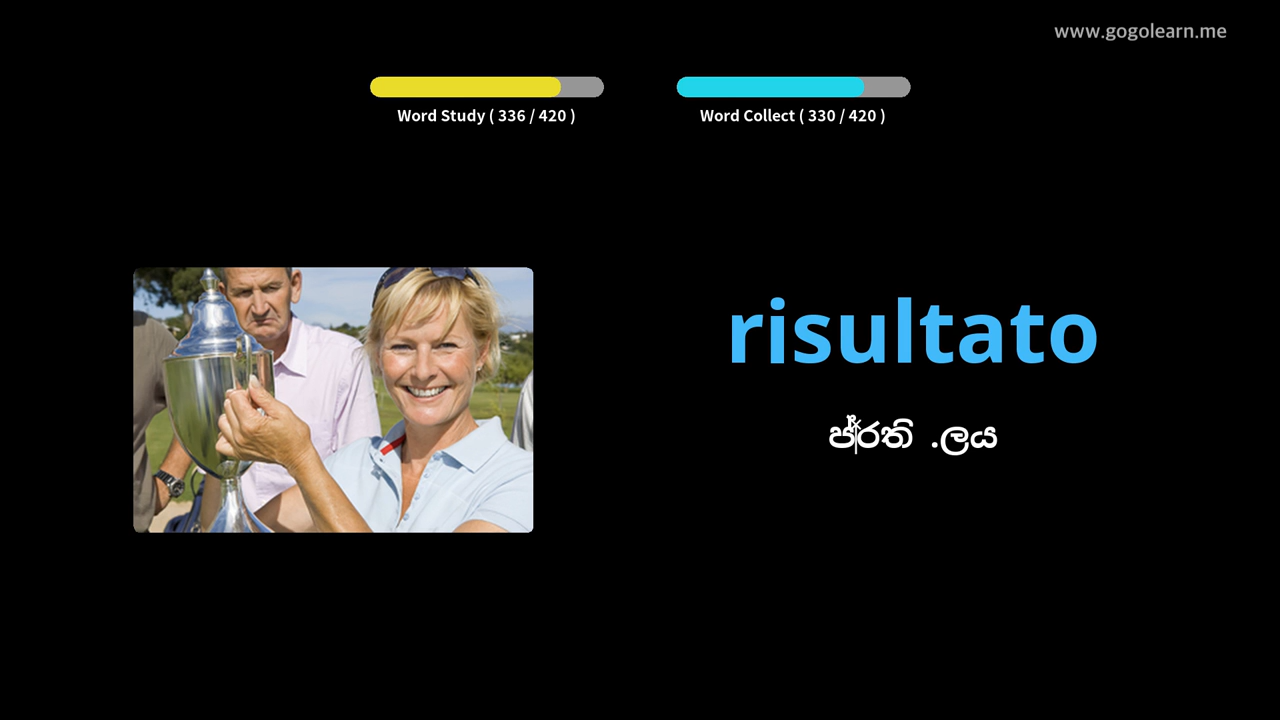 www.gogolearn.me
Word Study ( 336 / 420 )
Word Collect ( 330 / 420 )
risultato
ප්රති .ලය